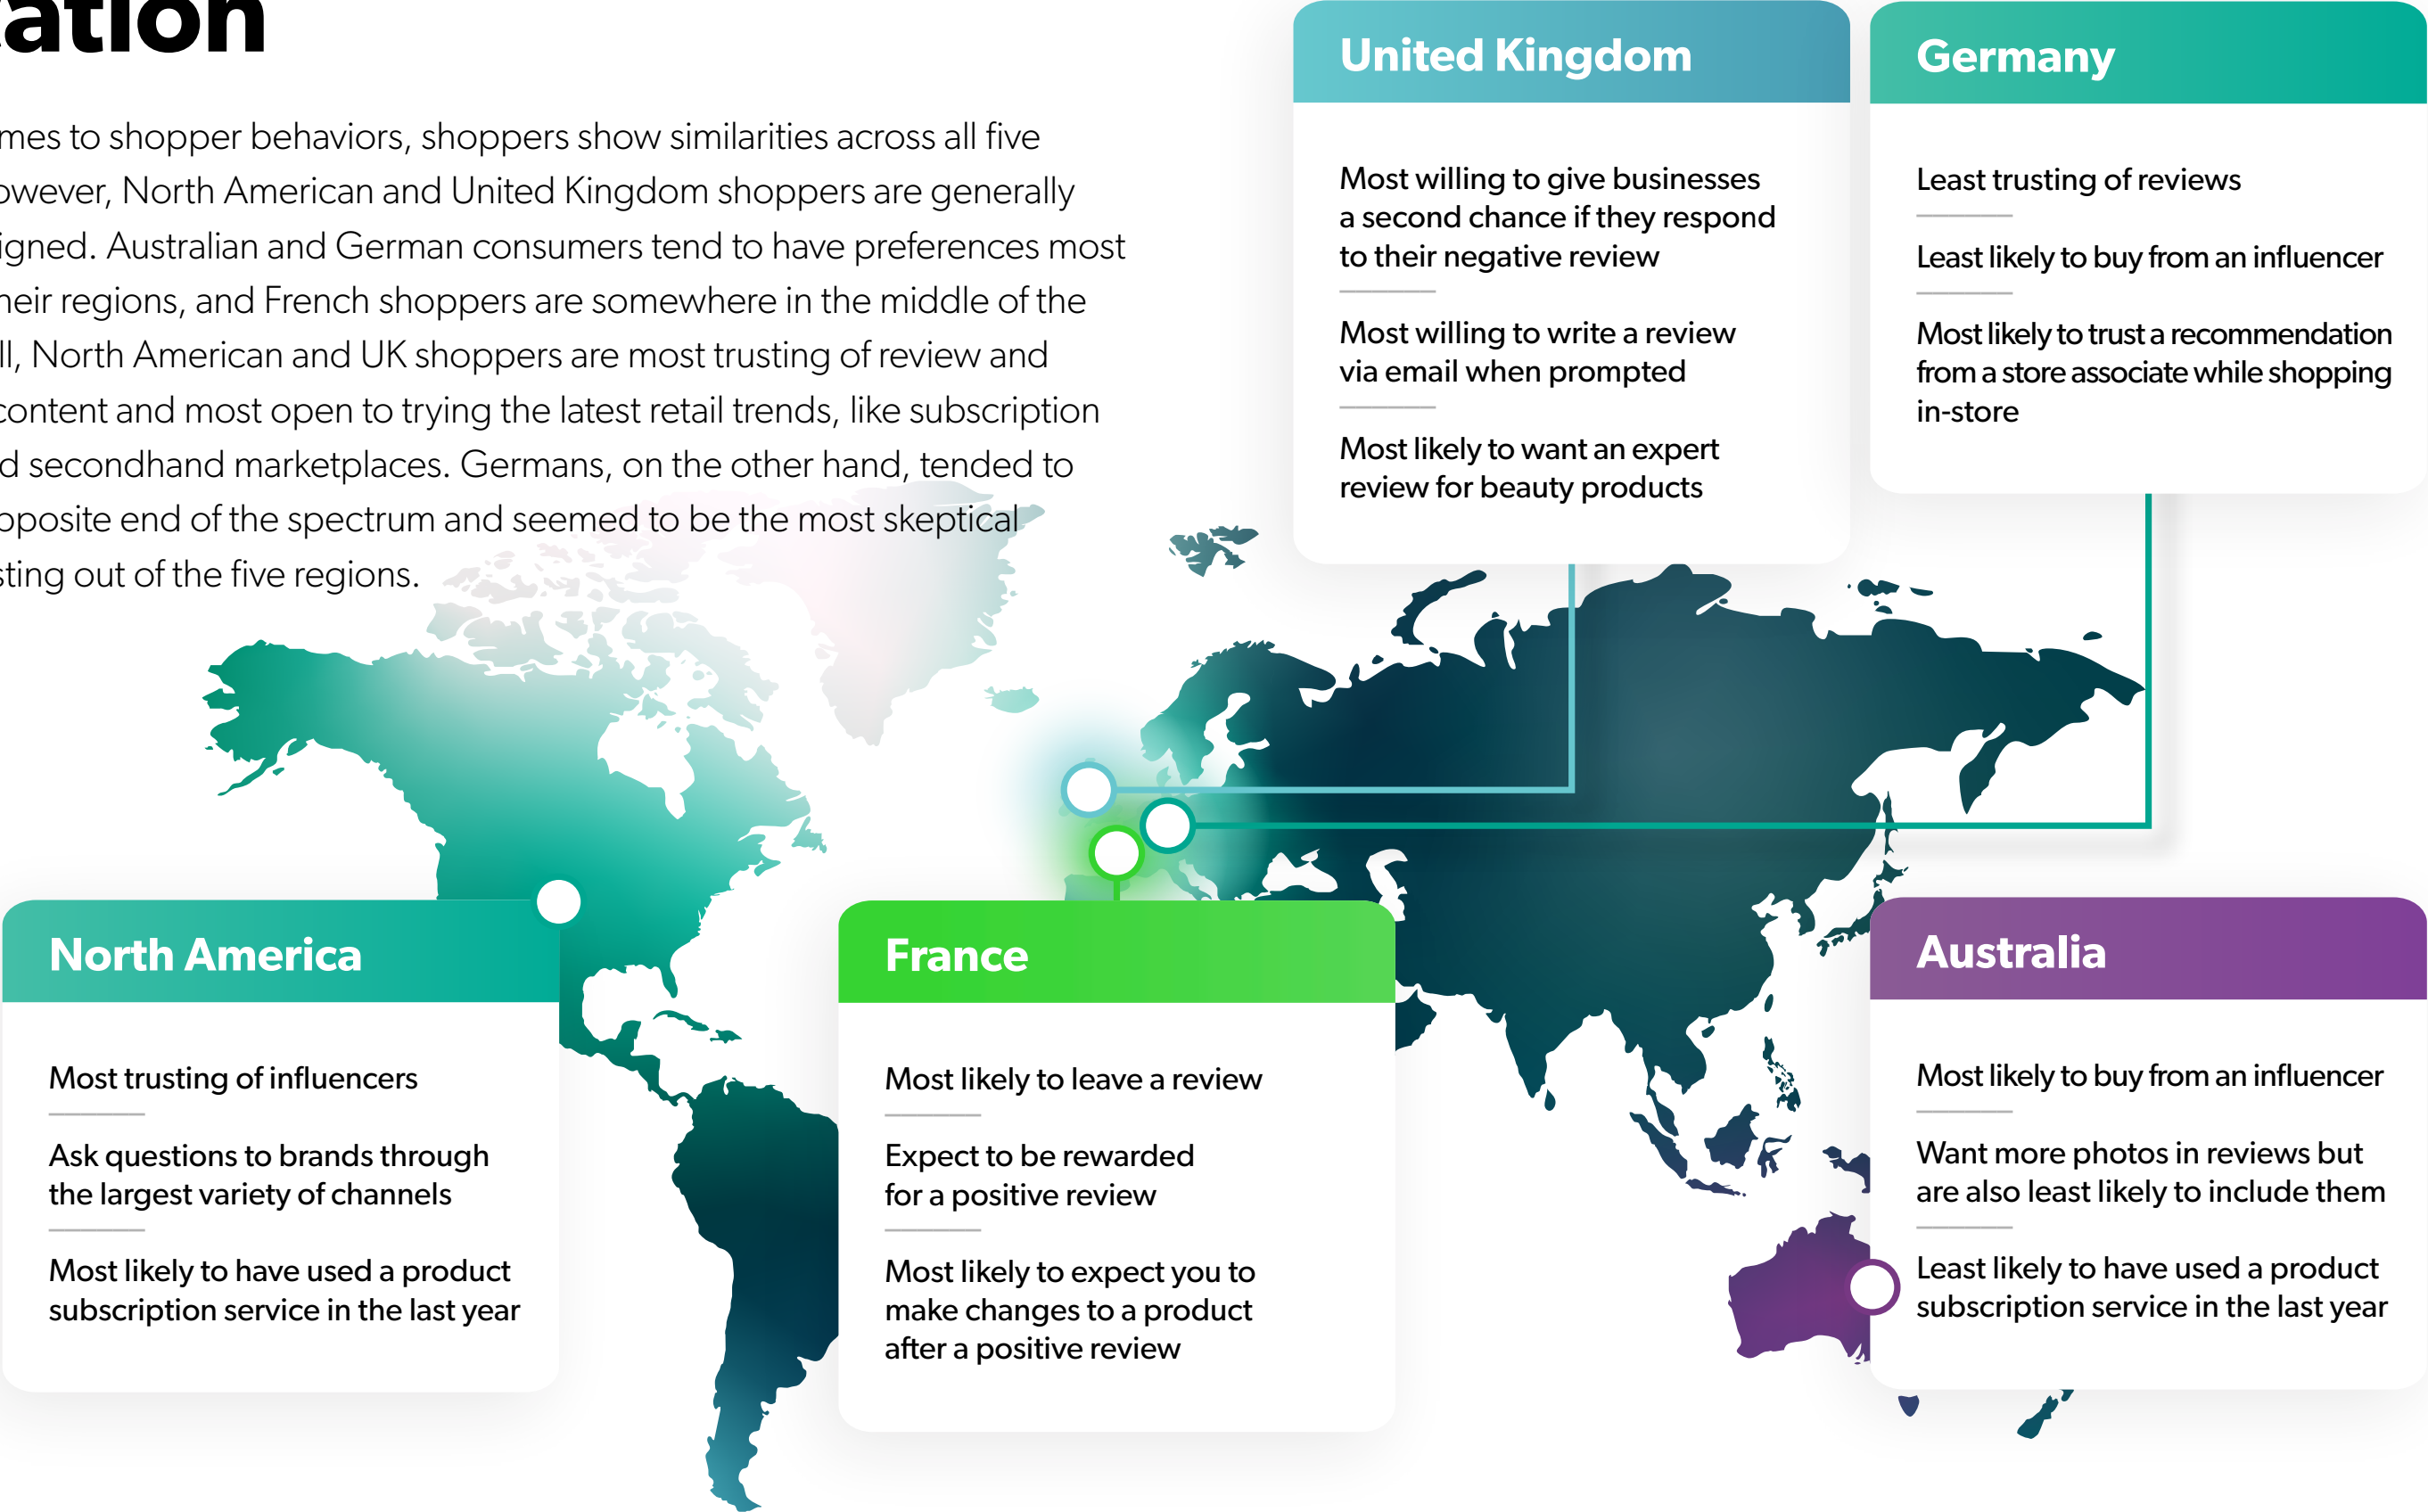 mes to shopper behaviors, shoppers show similarities across all five
owever, North American and United Kingdom shoppers are generally
igned. Australian and German consumers tend to have preferences most
heir regions, and French shoppers are somewhere in the middle of the
ll, North American and UK shoppers are most trusting of review and
content and most open to trying the latest retail trends, like subscription
d secondhand marketplaces. Germans, on the other hand, tended to
pposite end of the spectrum and seemed to be the most skeptical
sting out of the five regions.
United Kingdom
Most willing to give businesses
a second chance if they respond
to their negative review
Most willing to write a review
via email when prompted
Most likely to want an expert
review for beauty products
Germany
Least trusting of reviews
Least likely to buy from an influencer
Most likely to trust a recommendation
from a store associate while shopping
in-store
North America
Most trusting of influencers
Ask questions to brands through
the largest variety of channels
Most likely to have used a product
subscription service in the last year
France
Most likely to leave a review
Expect to be rewarded
for a positive review
Most likely to expect you to
make changes to a product
after a positive review
Australia
Most likely to buy from an influencer
Want more photos in reviews but
are also least likely to include them
Least likely to have used a product
subscription service in the last year